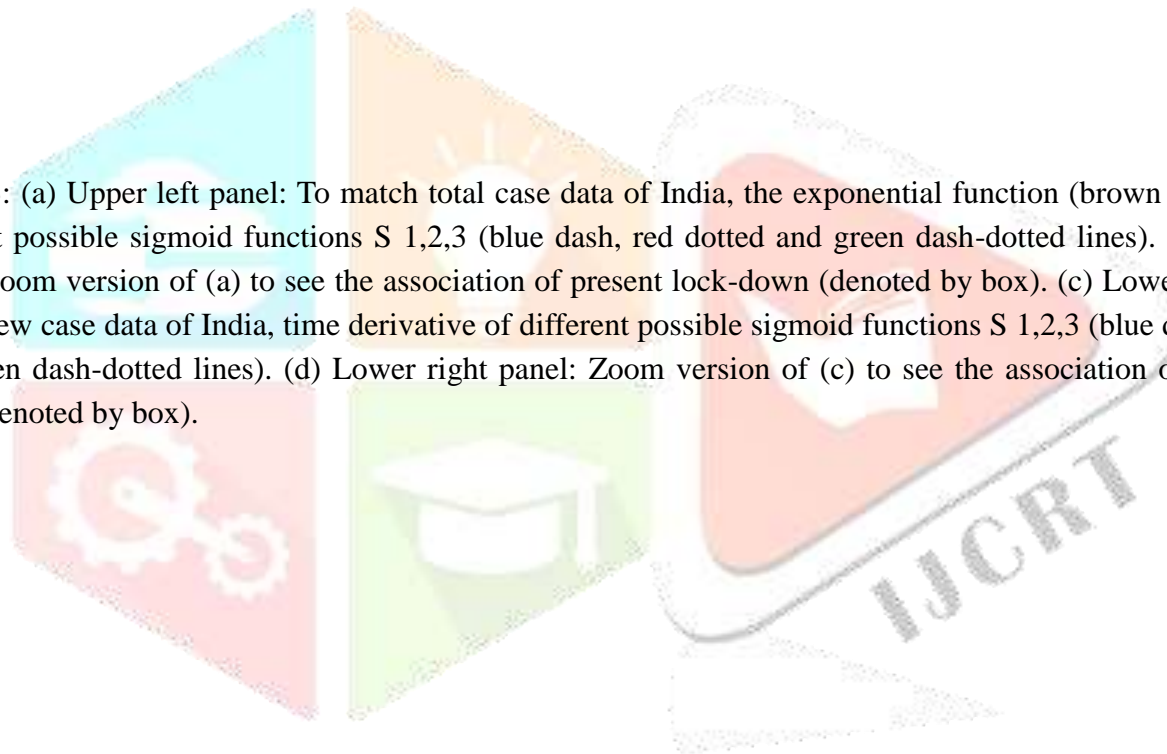 : (a) Upper left panel: To match total case data of India, the exponential function (brown
possible sigmoid functions S 1,2,3 (blue dash, red dotted and green dash-dotted lines).
oom version of (a) to see the association of present lock-down (denoted by box). (c) Lowe
ew case data of India, time derivative of different possible sigmoid functions S 1,2,3 (blue
en dash-dotted lines). (d) Lower right panel: Zoom version of (c) to see the association
enoted by box).
IJCRT